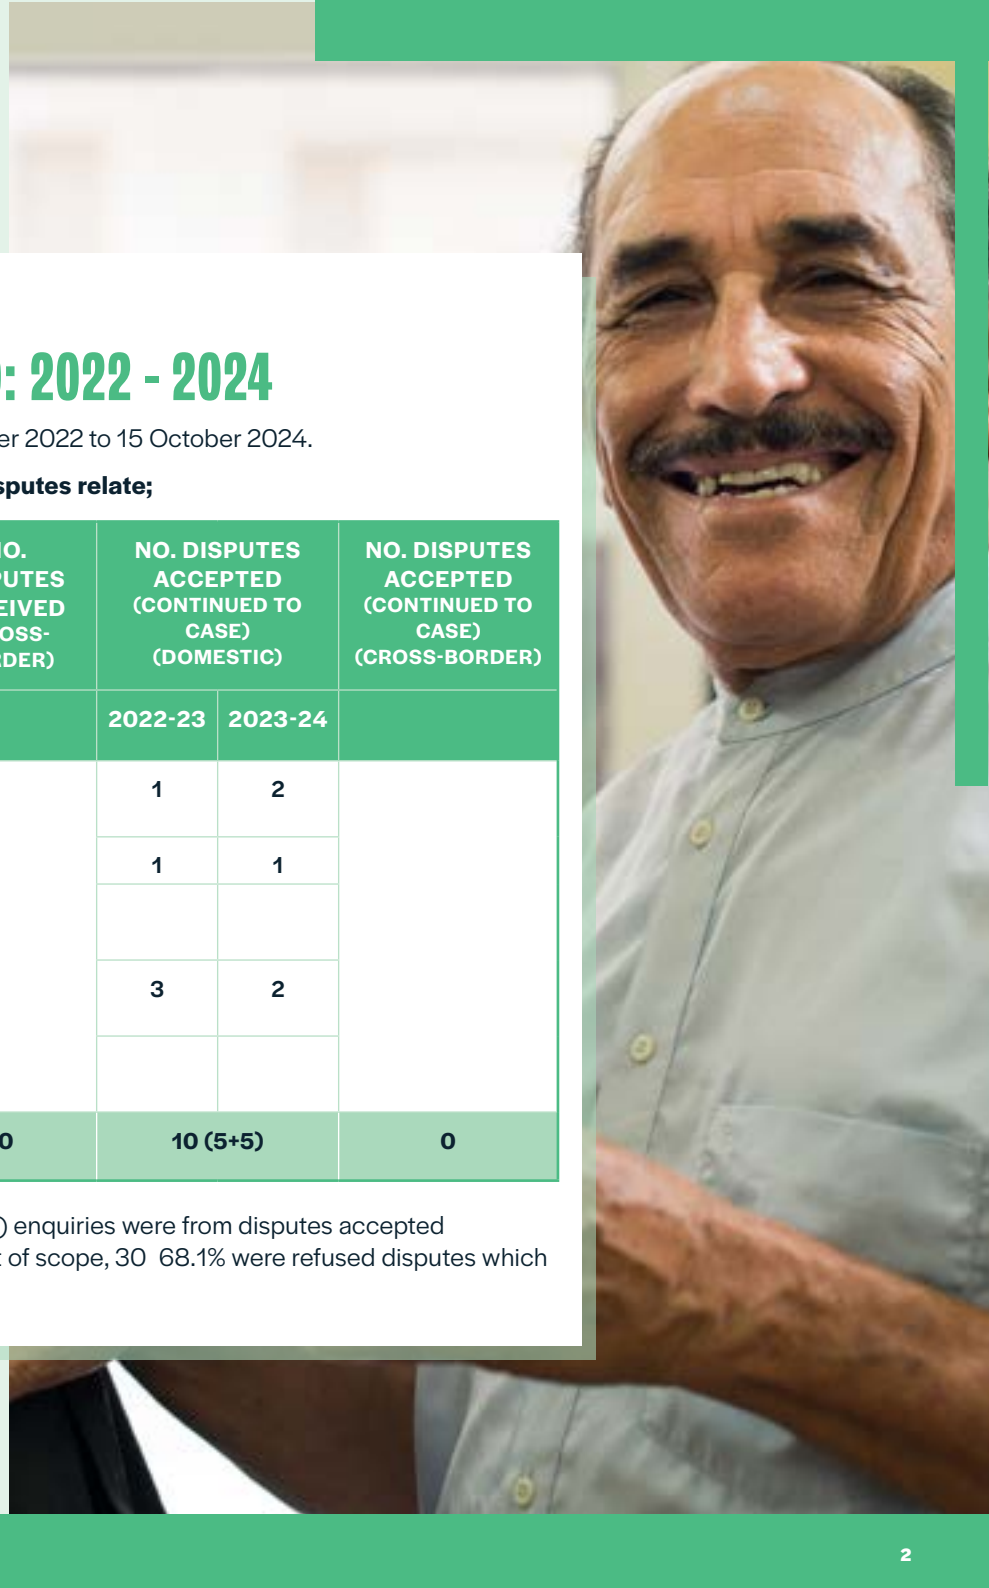 : 2022 - 2024
er 2022 to 15 October 2024.
sputes relate;
NO.
PUTES
EIVED
OSS-
RDER)
NO. DISPUTES
ACCEPTED
(CONTINUED TO
CASE)
(DOMESTIC)
NO. DISPUTES
ACCEPTED
(CONTINUED TO
CASE)
(CROSS-BORDER)
2022-23 2023-24
1 2
1 1
3 2
0 10 (5+5) 0
) enquiries were from disputes accepted
t of scope, 30 68.1% were refused disputes which
2